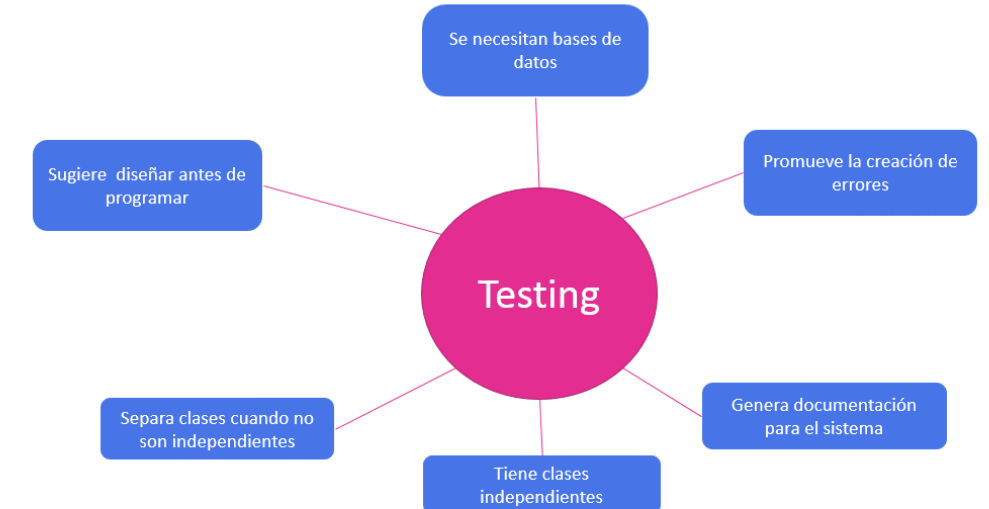 Se necesitan bases de
datos
Sugiere diseñar antes de
programar
Promueve la creación de
errores
Testing
Separa clases cuando no
son independientes
Tiene clases
independientes
Genera documentación
para el sistema